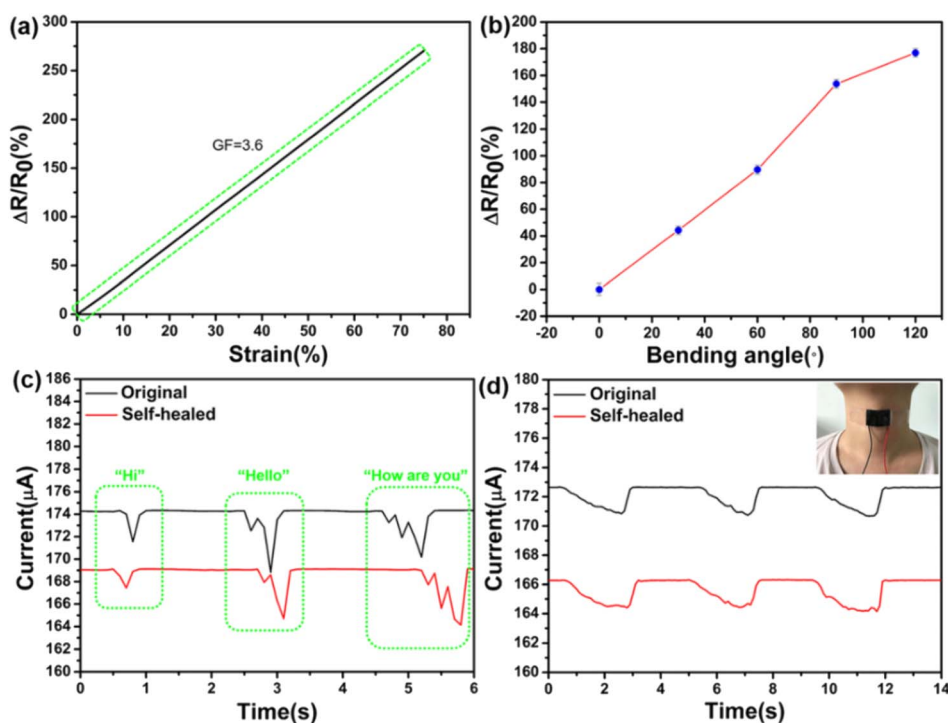 (a)
300
250
200
150
100
50
0
ΔR/R0(%)
GF=3.6
0 10 20 30 40 50 60 70 80
Strain(%)
(b)
200
180
160
140
120
100
80
60
40
20
0
-20
ΔR/R0(%)
-20 0 20 40 60 80 100 120
Bending angle(°)
(c)
186
184
182
180
178
176
174
172
170
168
166
164
162
160
Current(μA)
Original
Self-healed
“Hi” “Hello” “How are you”
0 1 2 3 4 5 6
Time(s)
(d)
180
178
176
174
172
170
168
166
164
162
160
Current(μA)
Original
Self-healed
0 2 4 6 8 10 12 14
Time(s)